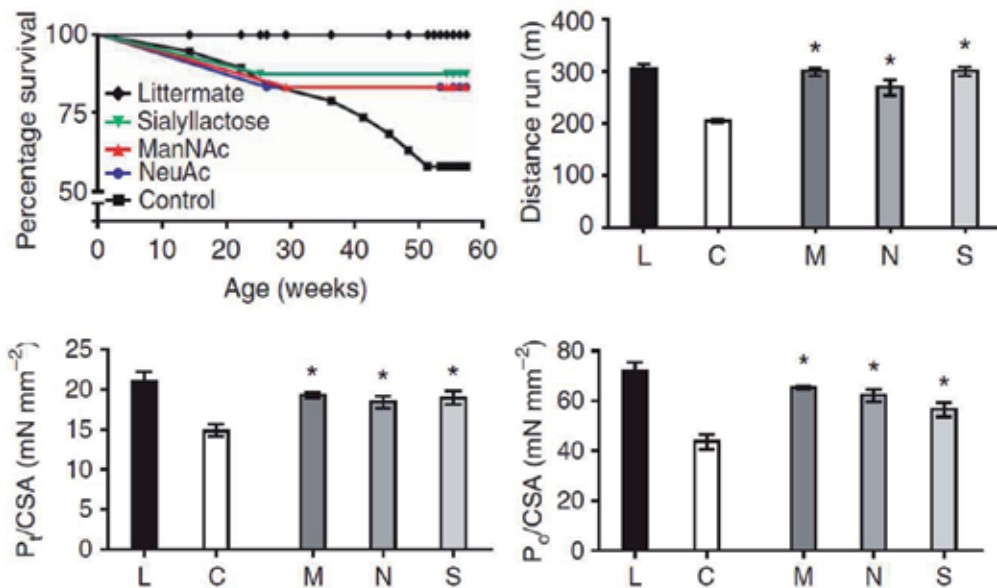 Percentage survival
100
75
50
0
10
20
30
40
50
60
Age (weeks)
Littermate
Sialyllactose
ManNAc
NeuAc
Control
Distance run (m)
400
300
200
100
0
L C M N S
* * *
Pt/CSA (mN mm−2)
25
20
15
10
5
0
L C M N S
* * *
Po/CSA (mN mm−2)
80
60
40
20
0
L C M N S
* * *